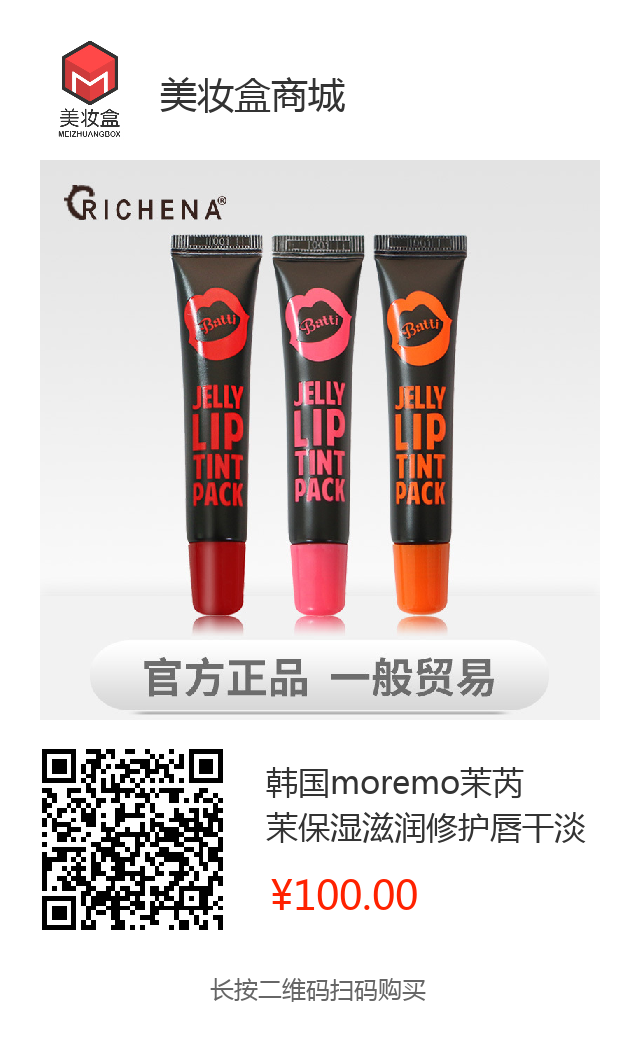 美妆盒
MEIZHUANGBOX
美妆盒商城
RICHENA®
Batti
JELLY
LIP
TINT
PACK
Batti
JELLY
LIP
TINT
PACK
Batti
JELLY
LIP
TINT
PACK
官方正品 一般贸易
韩国moremo茉芮
茉保湿滋润修护唇干淡
¥100.00
长按二维码扫码购买